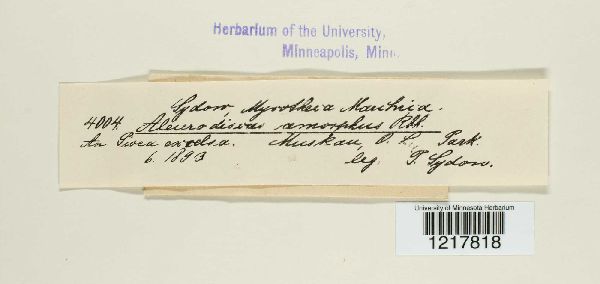 Herbarium of the University,
Minneapolis, Minn.
Sydow, Mycotheca Marchica.
4004. Aleurodiscus amorphus Rbh.
An Picea excelsa. Muskau, O. L., Park.
6. 1893 leg. P. Sydow.
University of Minnesota Herbarium
1217818